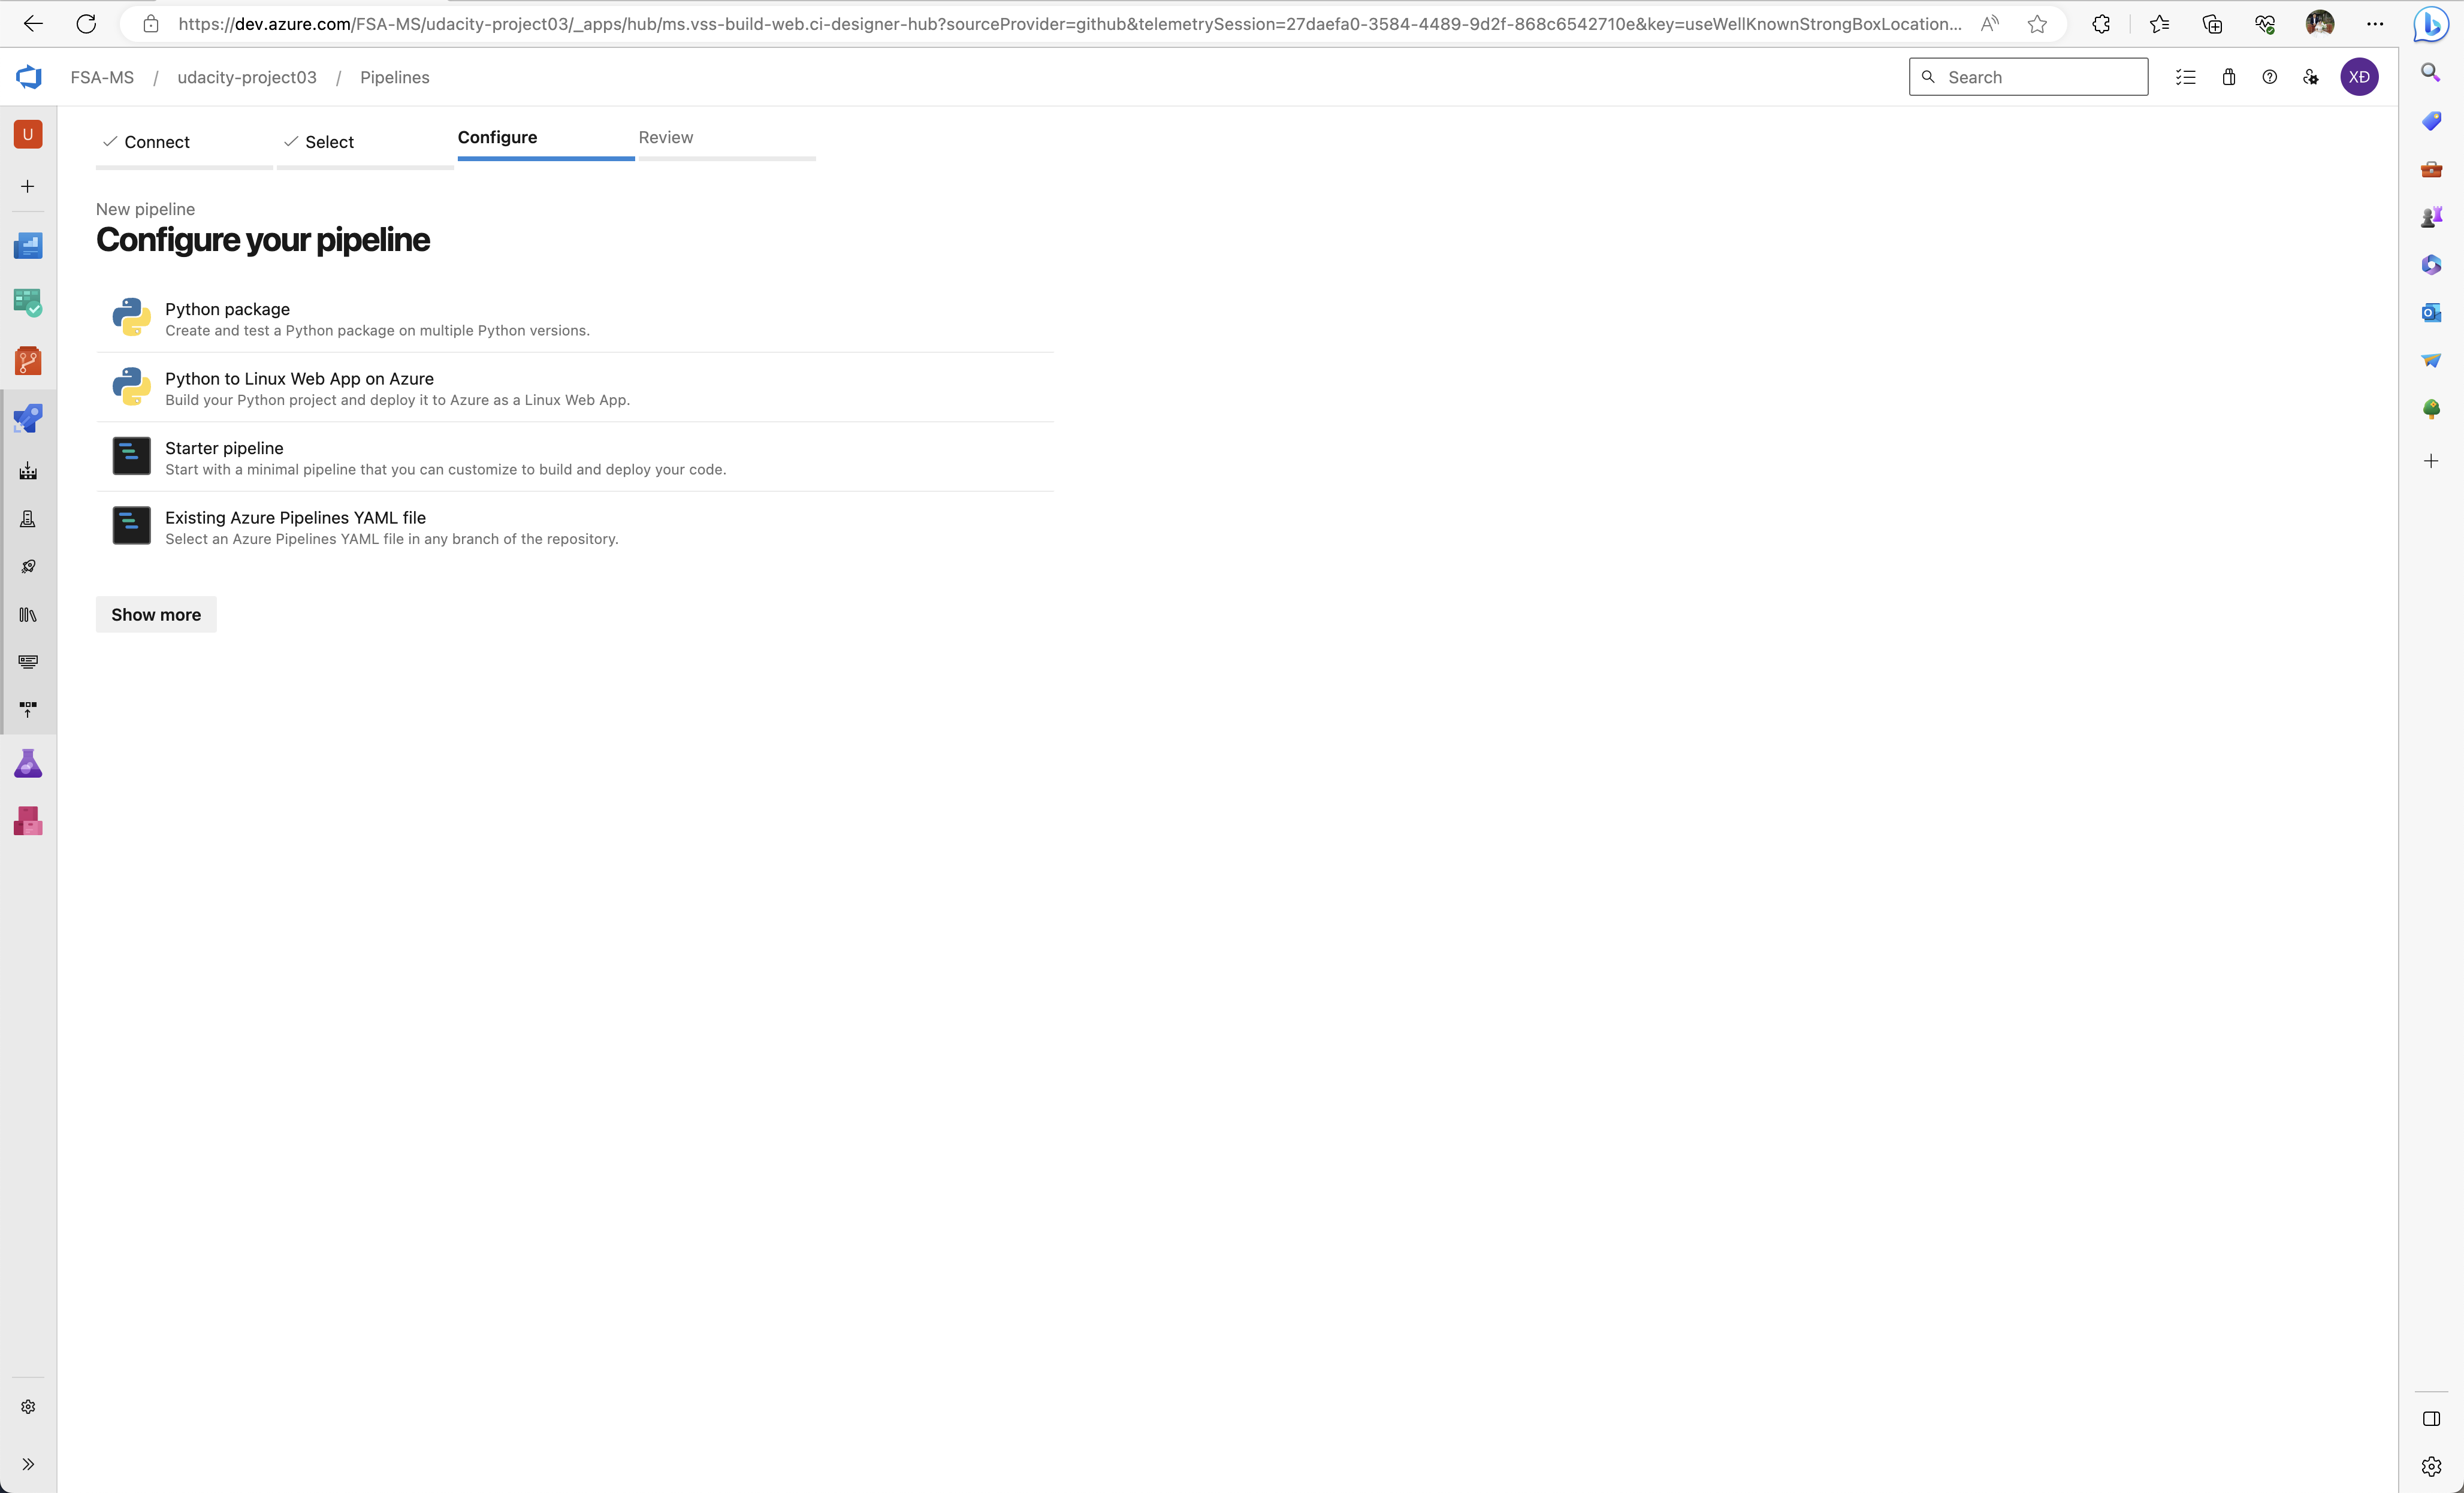 https://dev.azure.com/FSA-MS/udacity-project03/_apps/hub/ms.vss-build-web.ci-designer-hub?sourceProvider=github&telemetrySession=27daefa0-3584-4489-9d2f-868c6542710e&key=useWellKnownStrongBoxLocation...
FSA-MS / udacity-project03 / Pipelines
Search
XĐ
U
Connect
Select
Configure
Review
New pipeline
Configure your pipeline
Python package
Create and test a Python package on multiple Python versions.
Python to Linux Web App on Azure
Build your Python project and deploy it to Azure as a Linux Web App.
Starter pipeline
Start with a minimal pipeline that you can customize to build and deploy your code.
Existing Azure Pipelines YAML file
Select an Azure Pipelines YAML file in any branch of the repository.
Show more